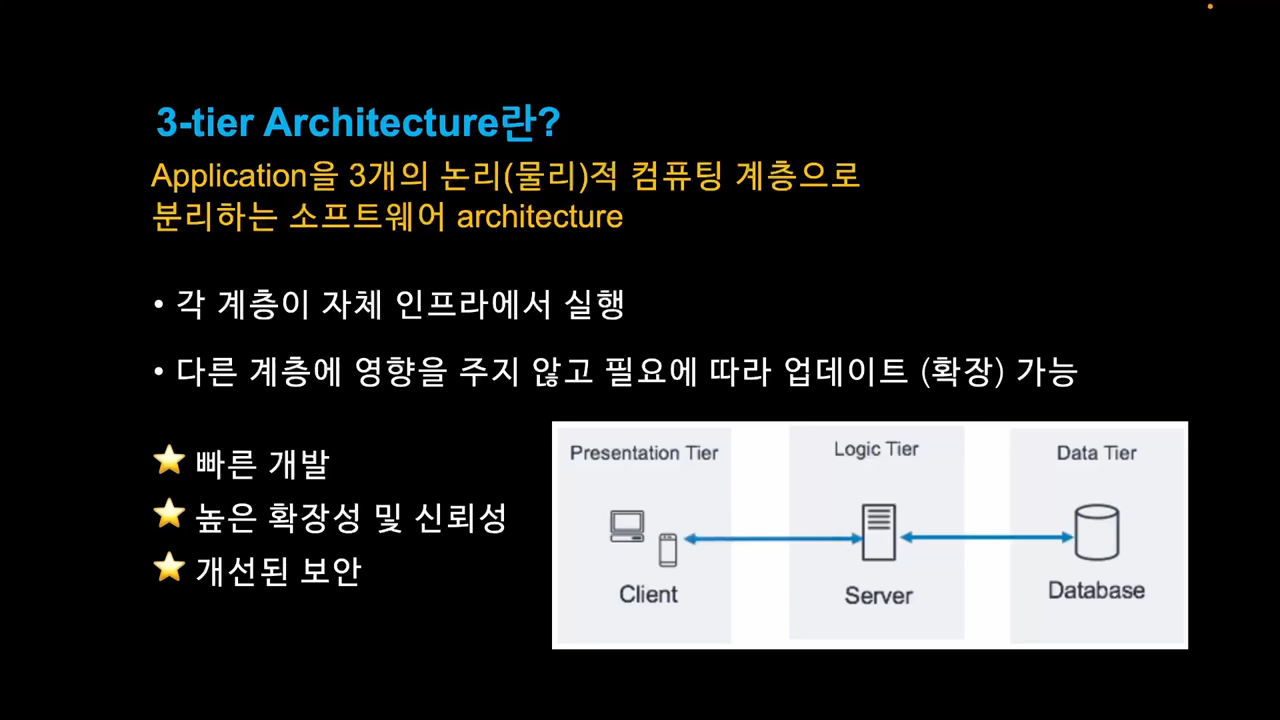 3-tier Architecture란?
Application을 3개의 논리(물리)적 컴퓨팅 계층으로
분리하는 소프트웨어 architecture
• 각 계층이 자체 인프라에서 실행
• 다른 계층에 영향을 주지 않고 필요에 따라 업데이트 (확장) 가능
⭐ 빠른 개발
⭐ 높은 확장성 및 신뢰성
⭐ 개선된 보안
Presentation Tier
Client
Logic Tier
Server
Data Tier
Database